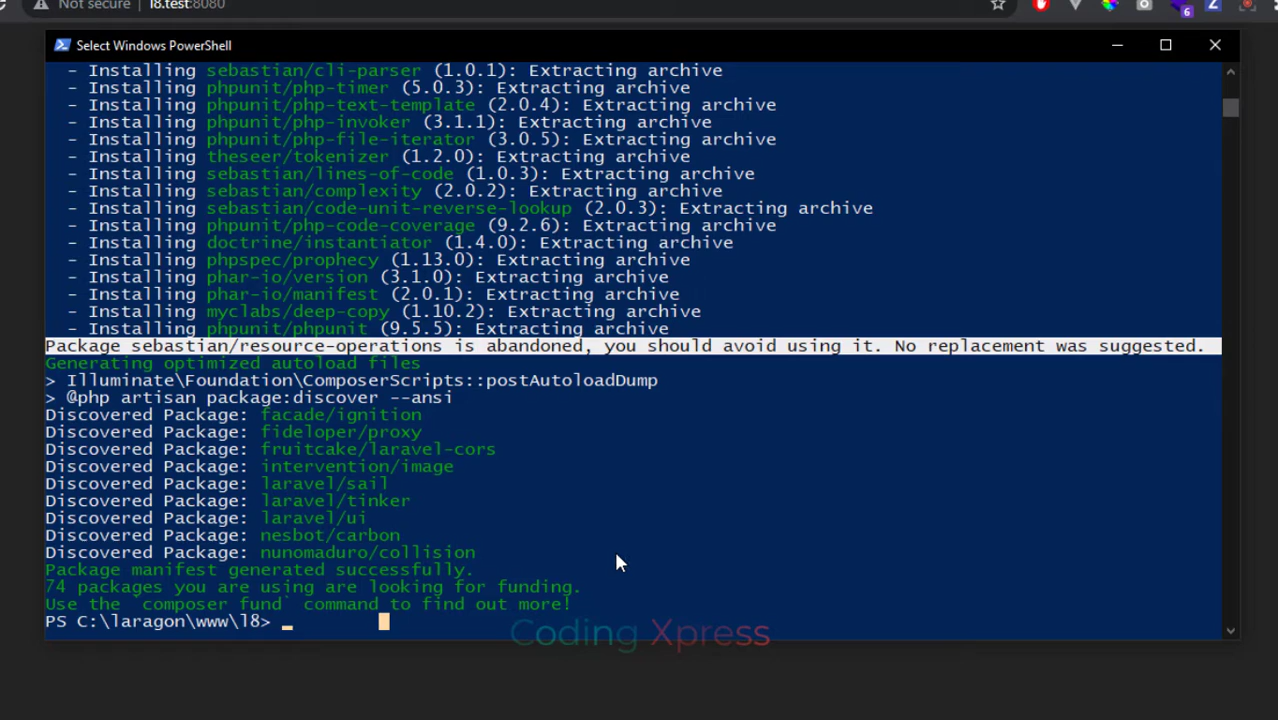 Not secure
l8.test:8080
Select Windows PowerShell
- Installing sebastian/cli-parser (1.0.1): Extracting archive
- Installing phpunit/php-timer (5.0.3): Extracting archive
- Installing phpunit/php-text-template (2.0.4): Extracting archive
- Installing phpunit/php-invoker (3.1.1): Extracting archive
- Installing phpunit/php-file-iterator (3.0.5): Extracting archive
- Installing theseer/tokenizer (1.2.0): Extracting archive
- Installing sebastian/lines-of-code (1.0.3): Extracting archive
- Installing sebastian/complexity (2.0.2): Extracting archive
- Installing sebastian/code-unit-reverse-lookup (2.0.3): Extracting archive
- Installing phpunit/php-code-coverage (9.2.6): Extracting archive
- Installing doctrine/instantiator (1.4.0): Extracting archive
- Installing phpspec/prophecy (1.13.0): Extracting archive
- Installing phar-io/version (3.1.0): Extracting archive
- Installing phar-io/manifest (2.0.1): Extracting archive
- Installing myclabs/deep-copy (1.10.2): Extracting archive
- Installing phpunit/phpunit (9.5.5): Extracting archive
Package sebastian/resource-operations is abandoned, you should avoid using it. No replacement was suggested.
Generating optimized autoload files
> Illuminate\Foundation\ComposerScripts::postAutoloadDump
> @php artisan package:discover --ansi
Discovered Package: facade/ignition
Discovered Package: fideloper/proxy
Discovered Package: fruitcake/laravel-cors
Discovered Package: intervention/image
Discovered Package: laravel/sail
Discovered Package: laravel/tinker
Discovered Package: laravel/ui
Discovered Package: nesbot/carbon
Discovered Package: nunomaduro/collision
Package manifest generated successfully.
74 packages you are using are looking for funding.
Use the `composer fund` command to find out more!
PS C:\laragon\www\l8> _
Coding Xpress
6